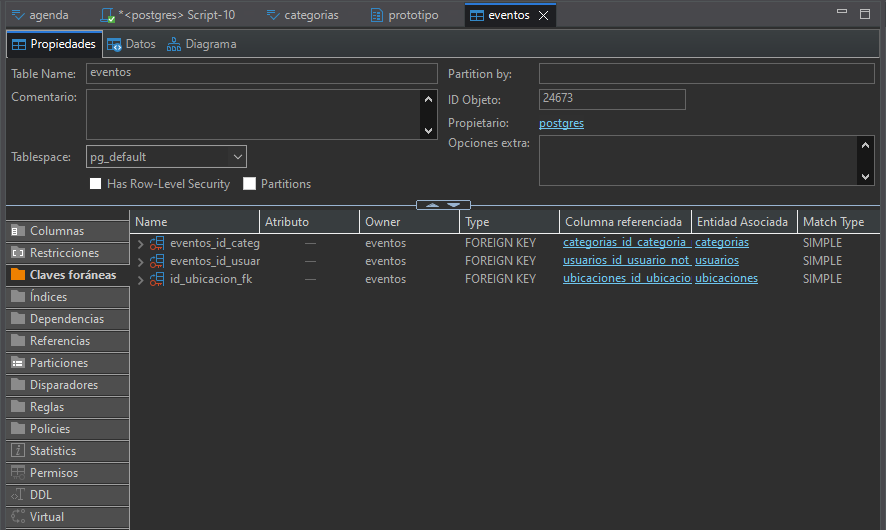 agenda *<postgres> Script-10 categorias prototipo eventos
Propiedades Datos Diagrama
Table Name: eventos Partition by:
Comentario: ID Objeto: 24673
Propietario: postgres
Opciones extra:
Tablespace: pg_default
Has Row-Level Security Partitions
Name Atributo Owner Type Columna referenciada Entidad Asociada Match Type
eventos_id_categ — eventos FOREIGN KEY categorias_id_categoria_ categorias SIMPLE
eventos_id_usuar — eventos FOREIGN KEY usuarios_id_usuario_not_ usuarios SIMPLE
id_ubicacion_fk — eventos FOREIGN KEY ubicaciones_id_ubicacio ubicaciones SIMPLE
Columnas
Restricciones
Claves foráneas
Índices
Dependencias
Referencias
Particiones
Disparadores
Reglas
Policies
Statistics
Permisos
DDL
Virtual